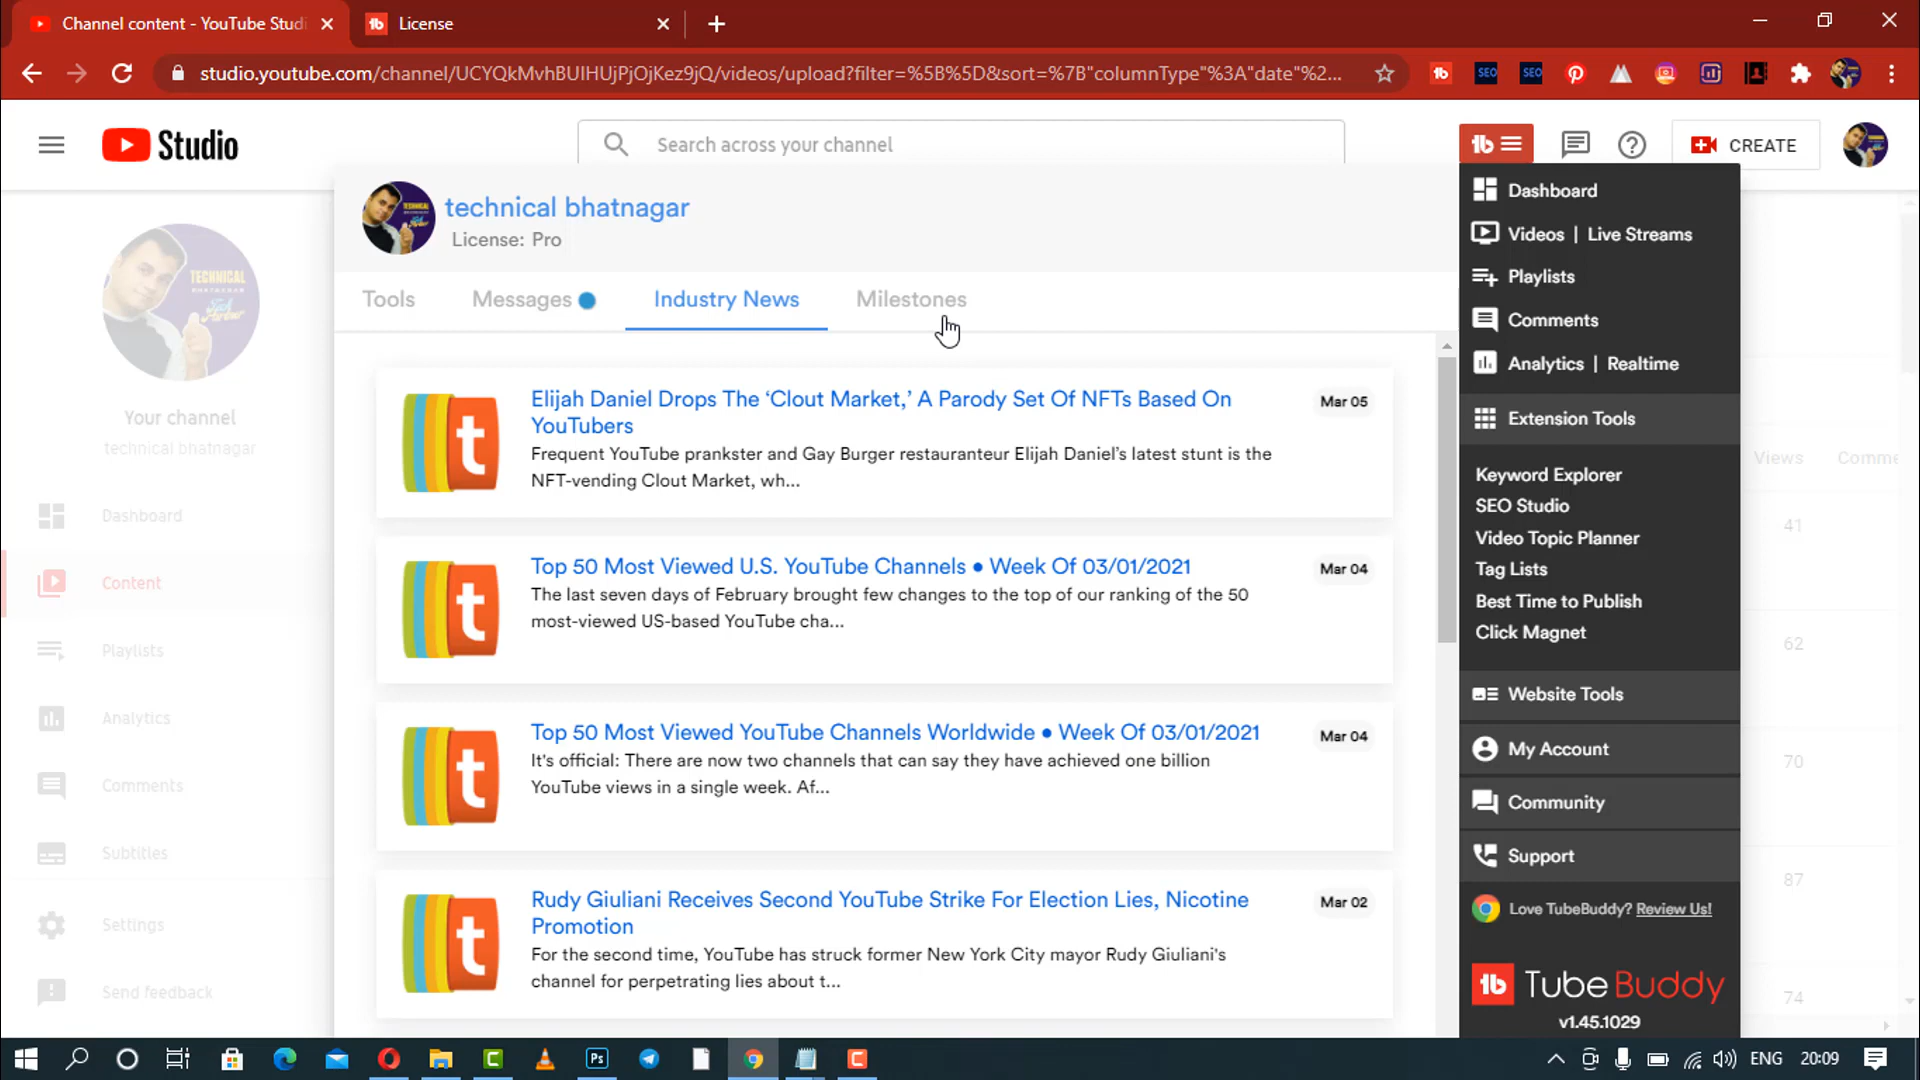 Channel content - YouTube Studi
License
studio.youtube.com/channel/UCYQkMvhBUIHUjPjOjKez9jQ/videos/upload?filter=%5B%5D&sort=%7B"columnType"%3A"date"%2...
Studio
Search across your channel
CREATE
technical bhatnagar
License: Pro
Tools
Messages
Industry News
Milestones
Elijah Daniel Drops The ‘Clout Market,’ A Parody Set Of NFTs Based On
YouTubers
Mar 05
Frequent YouTube prankster and Gay Burger restauranteur Elijah Daniel’s latest stunt is the
NFT-vending Clout Market, wh...
Top 50 Most Viewed U.S. YouTube Channels • Week Of 03/01/2021
Mar 04
The last seven days of February brought few changes to the top of our ranking of the 50
most-viewed US-based YouTube cha...
Top 50 Most Viewed YouTube Channels Worldwide • Week Of 03/01/2021
Mar 04
It's official: There are now two channels that can say they have achieved one billion
YouTube views in a single week. Af...
Rudy Giuliani Receives Second YouTube Strike For Election Lies, Nicotine
Promotion
Mar 02
For the second time, YouTube has struck former New York City mayor Rudy Giuliani's
channel for perpetrating lies about t...
Dashboard
Videos | Live Streams
Playlists
Comments
Analytics | Realtime
Extension Tools
Keyword Explorer
SEO Studio
Video Topic Planner
Tag Lists
Best Time to Publish
Click Magnet
Website Tools
My Account
Community
Support
Love TubeBuddy? Review Us!
TubeBuddy
v1.45.1029
TECHNICAL
BHATNAGAR
Your channel
technical bhatnagar
Dashboard
Content
Playlists
Analytics
Comments
Subtitles
Settings
Send feedback
Views
Comme
41
62
70
87
74
ENG
20:09